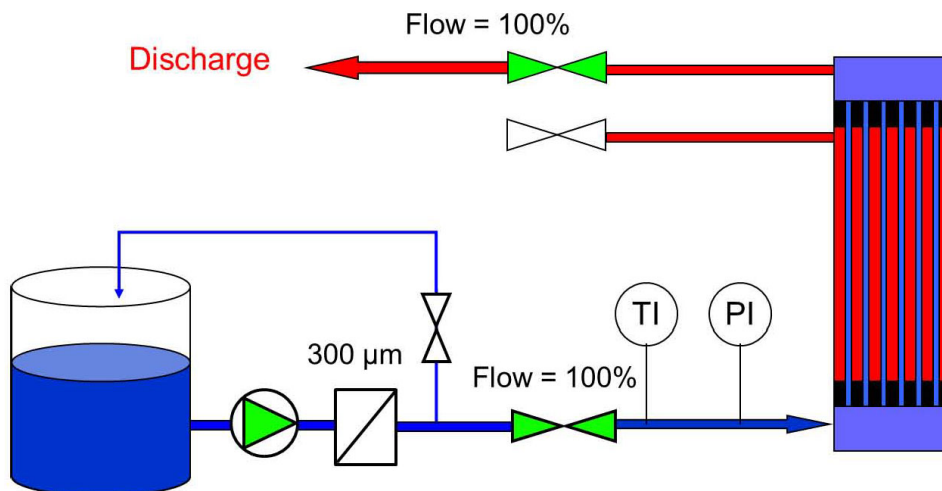 Flow = 100%
Discharge
TI
PI
300 µm
Flow = 100%